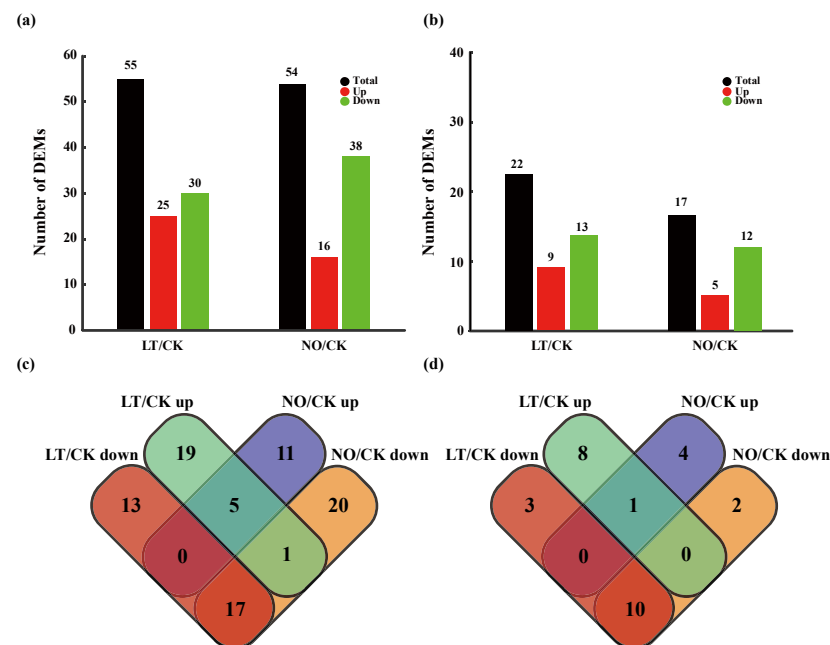 (a)
(b)
60
50
40
30
20
10
0
Number of DEMs
55
25
30
54
16
38
Total
Up
Down
LT/CK
NO/CK
40
30
20
10
0
Number of DEMs
22
9
13
17
5
12
Total
Up
Down
LT/CK
NO/CK
(c)
(d)
LT/CK up
NO/CK up
LT/CK down
NO/CK down
19
11
13
5
20
0
1
17
LT/CK up
NO/CK up
LT/CK down
NO/CK down
8
4
3
1
2
0
0
10